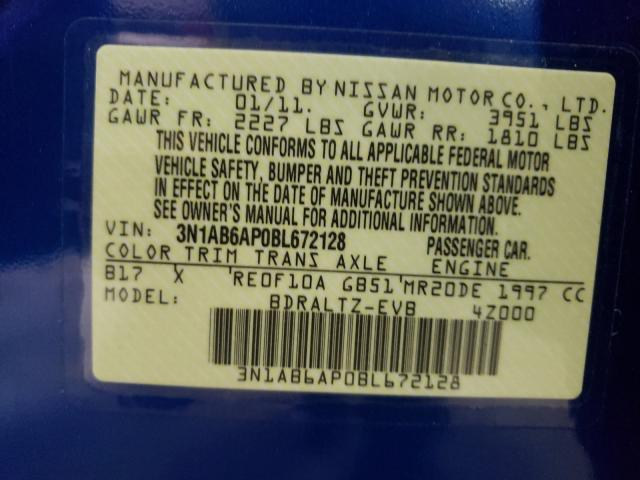 MANUFACTURED BY NISSAN MOTOR CO., LTD.
DATE: 01/11. GVWR: 3951 LBS
GAWR FR: 2227 LBS GAWR RR: 1810 LBS
THIS VEHICLE CONFORMS TO ALL APPLICABLE FEDERAL MOTOR
VEHICLE SAFETY, BUMPER AND THEFT PREVENTION STANDARDS
IN EFFECT ON THE DATE OF MANUFACTURE SHOWN ABOVE.
SEE OWNER'S MANUAL FOR ADDITIONAL INFORMATION.
VIN: 3N1AB6AP0BL672128 PASSENGER CAR.
COLOR TRIM TRANS AXLE ENGINE
B17 X 'RE0F10A GB51'MR20DE 1997 CC
MODEL: BDRALTZ-EVB 4Z000
3N1AB6AP0BL672128